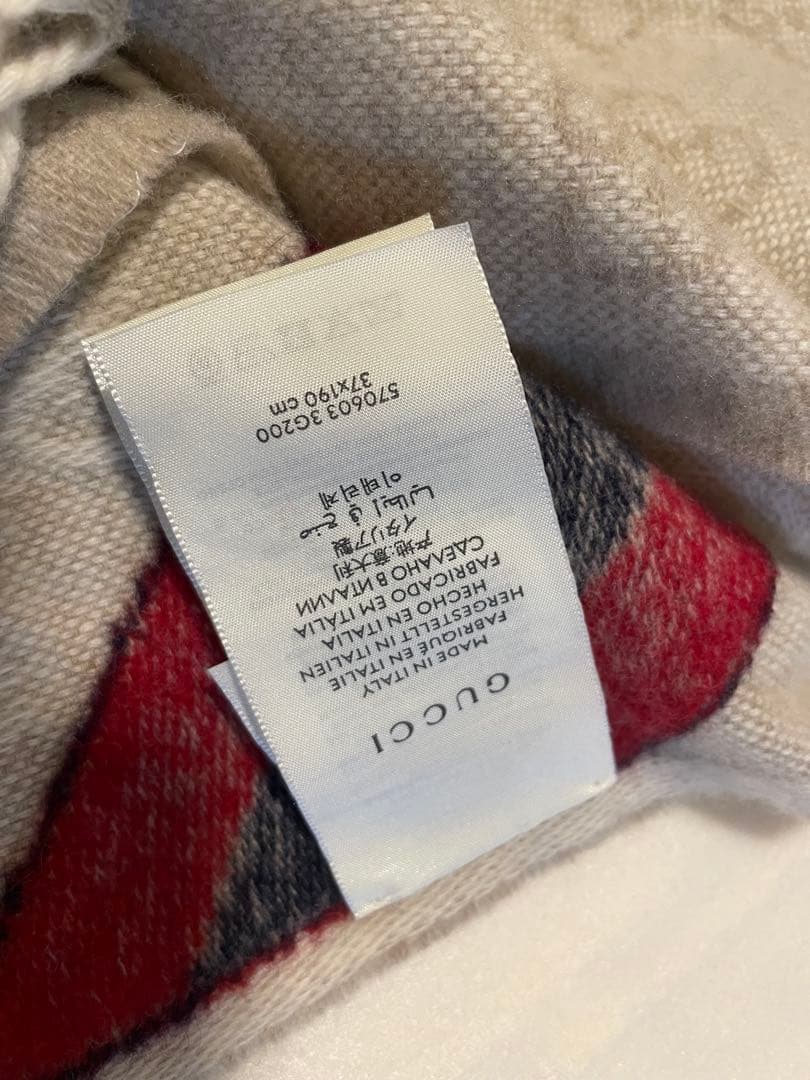 GUCCI
MADE IN ITALY
FABRIQUÉ EN ITALIE
HERGESTELLT IN ITALIEN
HECHO EN ITALIA
FABRICADO EM ITÁLIA
СДЕЛАНО В ИТАЛИИ
产地:意大利
イタリア製
صنع في إيطاليا
이태리제
570603 3G200
37x190 cm